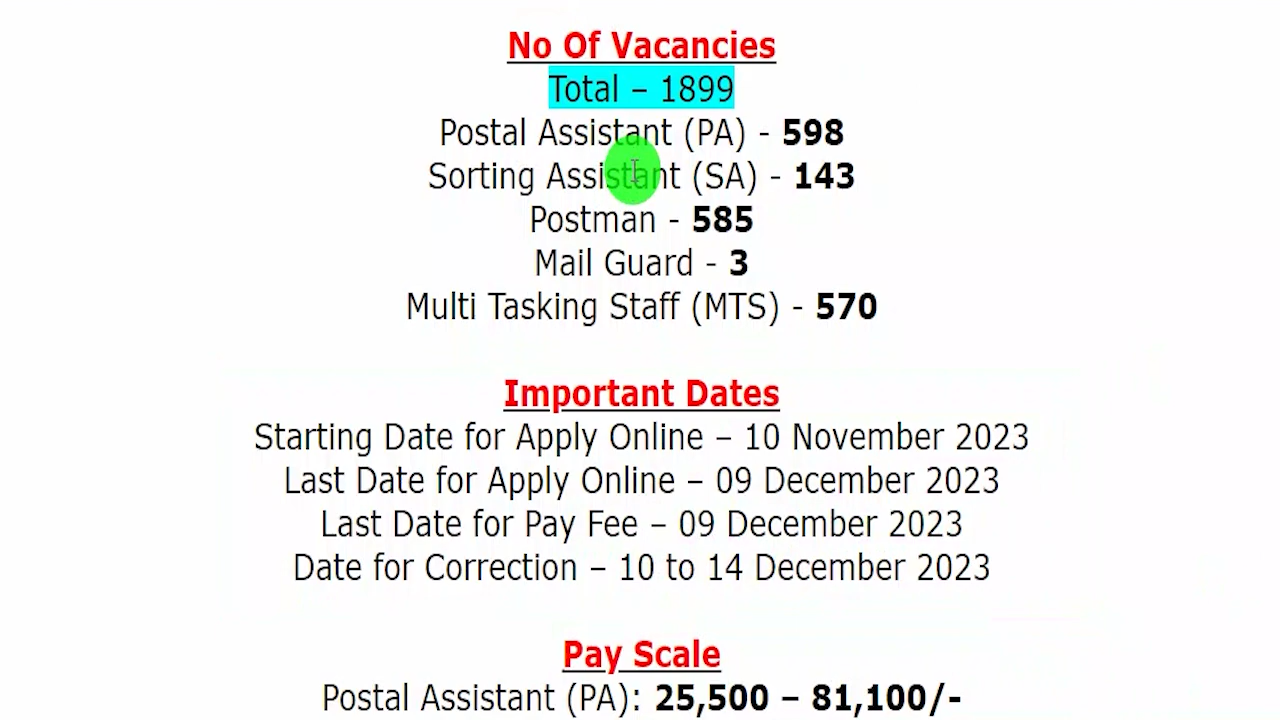 No Of Vacancies
Total – 1899
Postal Assistant (PA) - 598
Sorting Assistant (SA) - 143
Postman - 585
Mail Guard - 3
Multi Tasking Staff (MTS) - 570
Important Dates
Starting Date for Apply Online – 10 November 2023
Last Date for Apply Online – 09 December 2023
Last Date for Pay Fee – 09 December 2023
Date for Correction – 10 to 14 December 2023
Pay Scale
Postal Assistant (PA): 25,500 – 81,100/-